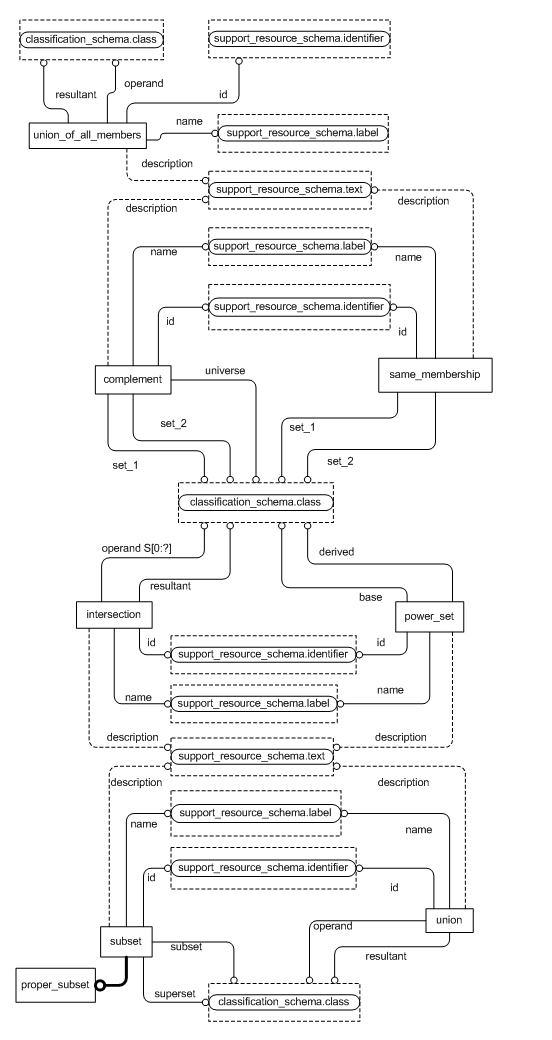 classification_schema.class
support_resource_schema.identifier
resultant
operand
id
union_of_all_members
name
support_resource_schema.label
description
support_resource_schema.text
description
description
name
support_resource_schema.label
name
id
support_resource_schema.identifier
id
complement
universe
same_membership
set_1
set_2
set_1
set_2
classification_schema.class
operand S[0:?]
resultant
derived
base
intersection
power_set
id
support_resource_schema.identifier
id
name
support_resource_schema.label
name
description
support_resource_schema.text
description
description
description
name
support_resource_schema.label
name
id
support_resource_schema.identifier
id
subset
subset
union
operand
resultant
proper_subset
superset
classification_schema.class